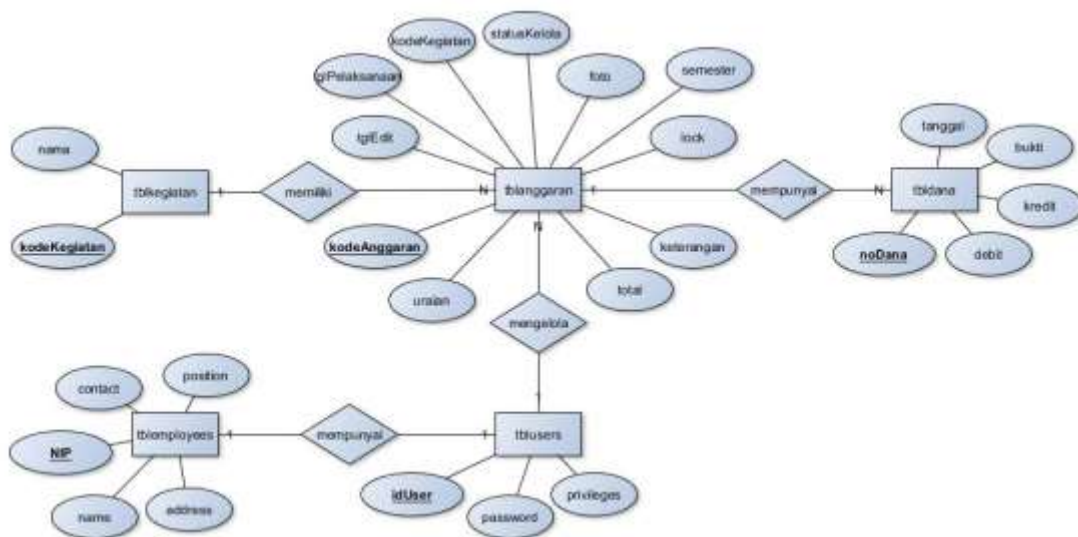 kodeKegiatan
statusKelola
foto
semester
glPelaksanaan
tglEdit
lock
tanggal
bukti
nama
tblkegiatan
1
memiliki
N
tblanggaran
1
mempunyai
N
tbldana
kredit
kodeKegiatan
kodeAnggaran
N
keterangan
noDana
debit
uraian
total
mengelola
contact
position
1
tblemployees
1
mempunyai
1
tblusers
NIP
idUser
privileges
name
address
password